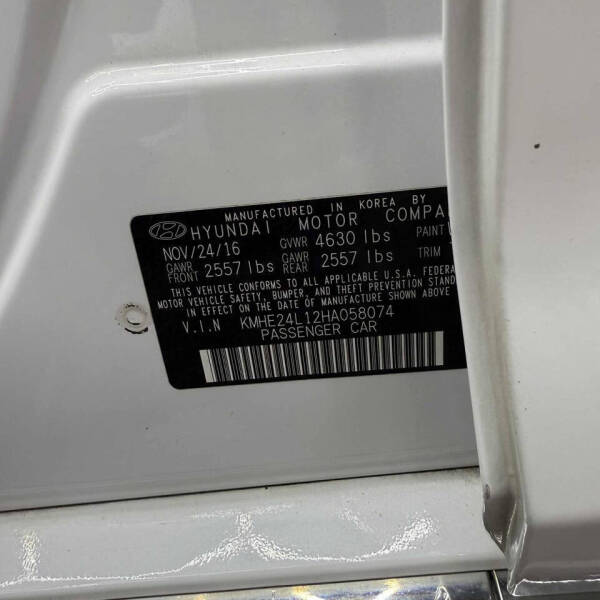 MANUFACTURED IN KOREA BY
HYUNDAI MOTOR COMPA
NOV/24/16 GVWR 4630 lbs PAINT
GAWR FRONT 2557 lbs GAWR REAR 2557 lbs TRIM
THIS VEHICLE CONFORMS TO ALL APPLICABLE U.S.A. FEDERA
MOTOR VEHICLE SAFETY, BUMPER, AND THEFT PREVENTION STAND
IN EFFECT ON THE DATE OF MANUFACTURE SHOWN ABOVE
V.I.N KMHE24L12HA058074
PASSENGER CAR